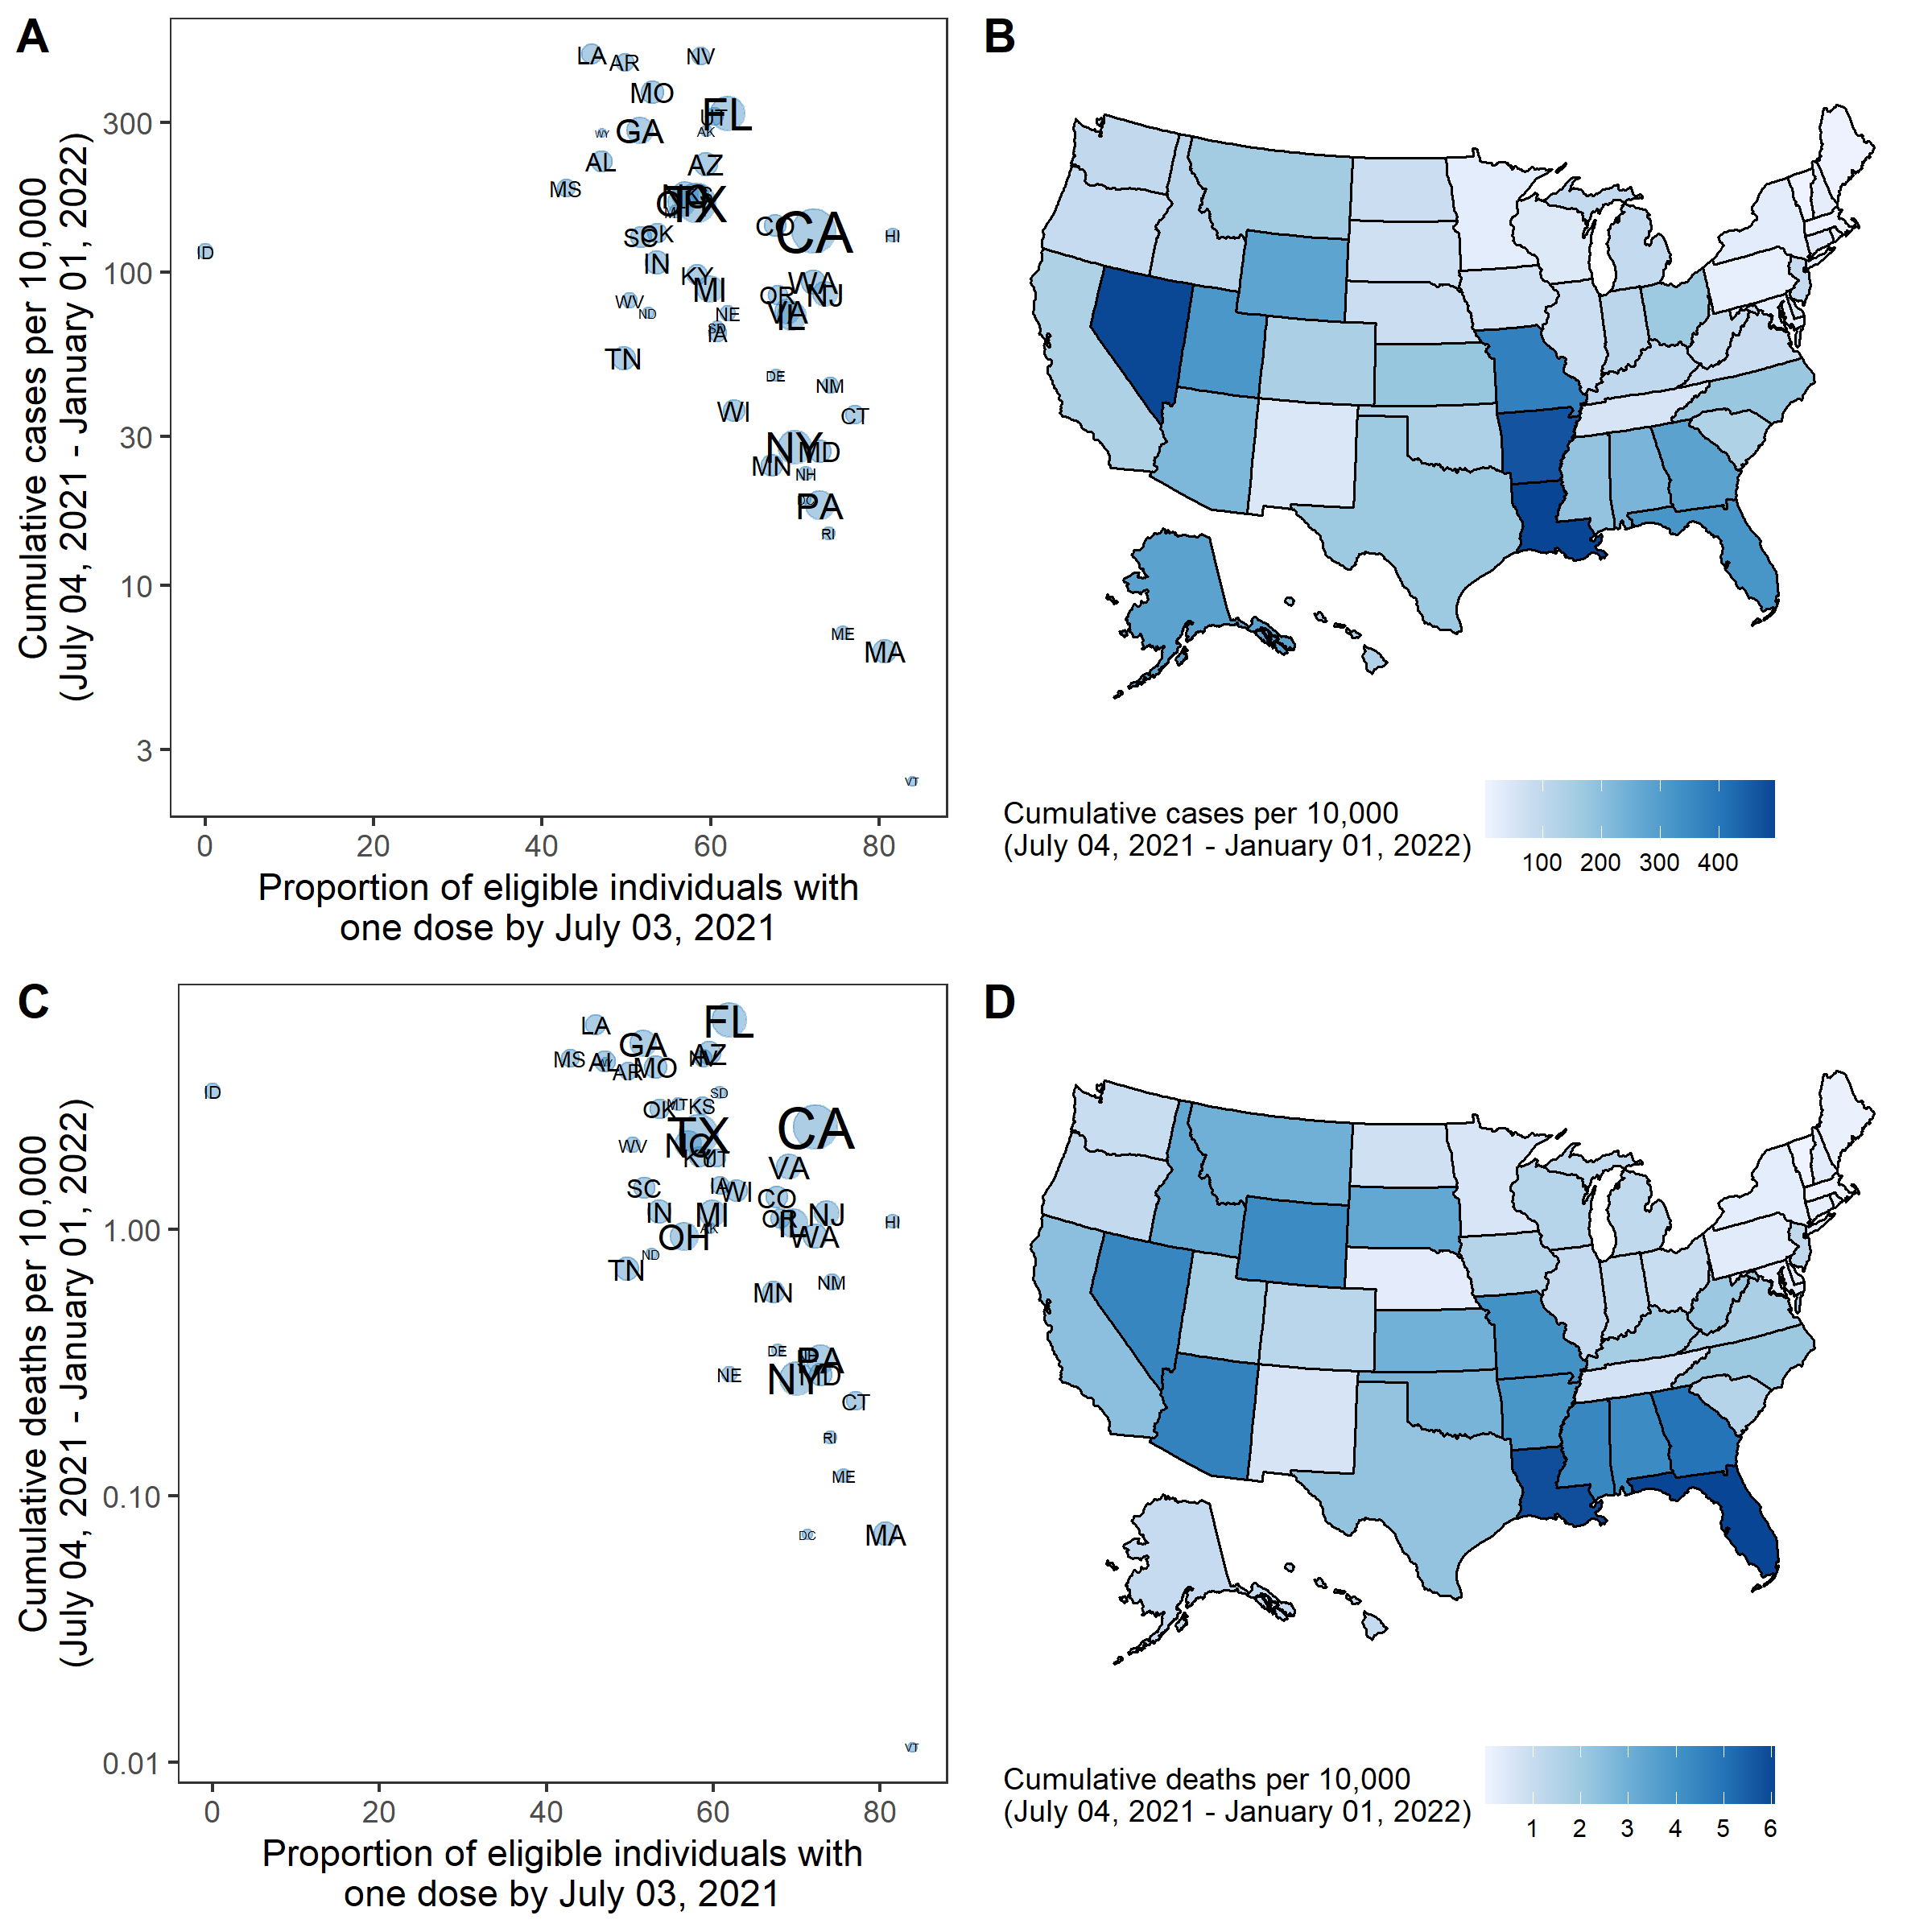 A
Cumulative cases per 10,000
(July 04, 2021 - January 01, 2022)
300
100
30
10
3
LA
AR
NV
MO
FL
UT
AK
GA
WY
AL
AZ
MS
TX
CO
CA
HI
ID
SC
OK
IN
KY
MI
WA
OR
NJ
WV
ND
NE
VA
IL
SD
IA
TN
DE
NM
WI
CT
NY
MD
MN
NH
PA
RI
ME
MA
VT
0
20
40
60
80
Proportion of eligible individuals with
one dose by July 03, 2021
B
Cumulative cases per 10,000
(July 04, 2021 - January 01, 2022)
100
200
300
400
C
Cumulative deaths per 10,000
(July 04, 2021 - January 01, 2022)
1.00
0.10
0.01
FL
LA
GA
AZ
NV
MS
AL
AR
MO
ID
SD
OK
MT
KS
TX
CA
NC
WV
KY
UT
VA
SC
IA
WI
CO
IN
MI
NJ
OR
IL
HI
AK
OH
WA
ND
TN
NM
MN
DE
PA
NE
NY
MD
CT
RI
ME
DC
MA
VT
0
20
40
60
80
Proportion of eligible individuals with
one dose by July 03, 2021
D
Cumulative deaths per 10,000
(July 04, 2021 - January 01, 2022)
1
2
3
4
5
6